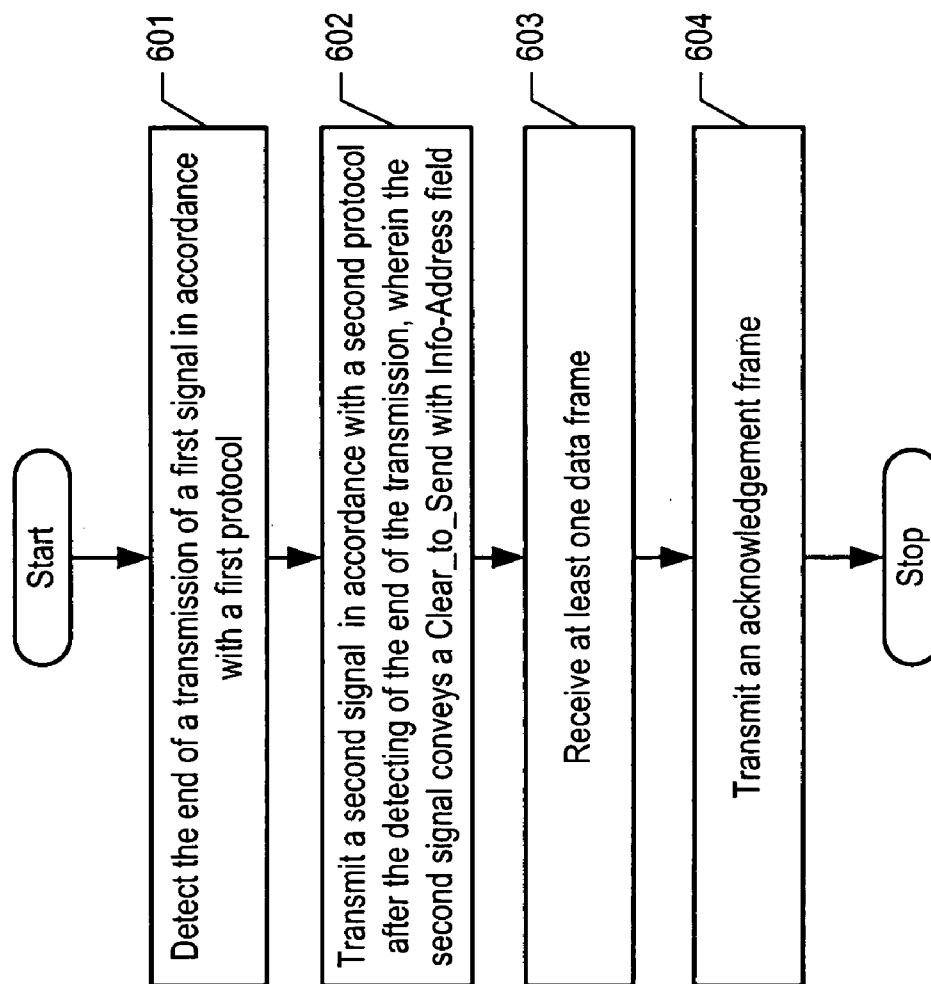 Start
601
Detect the end of a transmission of a first signal in accordance
with a first protocol
602
Transmit a second signal in accordance with a second protocol
after the detecting of the end of the transmission, wherein the
second signal conveys a Clear_to_Send with Info-Address field
603
Receive at least one data frame
604
Transmit an acknowledgement frame
Stop